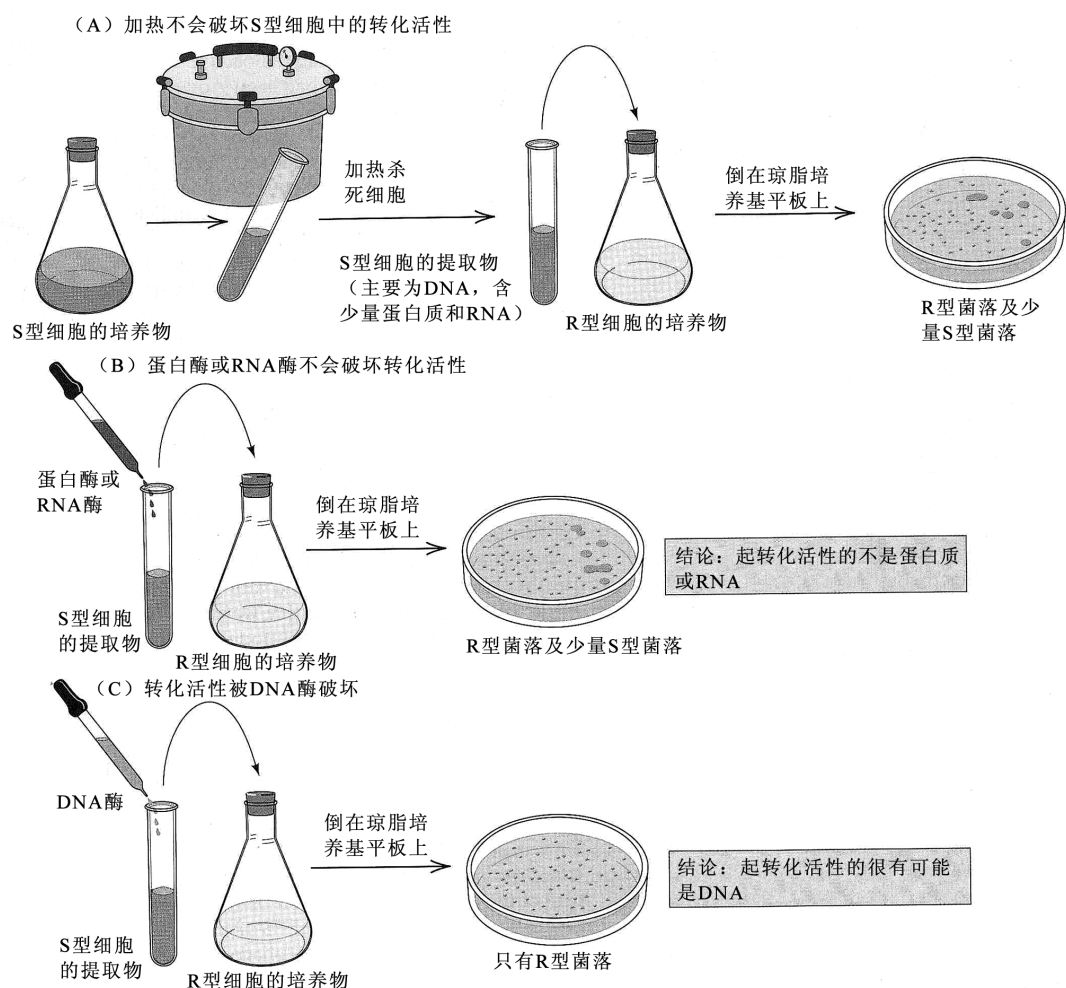 （A）加热不会破坏S型细胞中的转化活性
加热杀
死细胞
倒在琼脂培
养基平板上
S型细胞的提取物
（主要为DNA，含
少量蛋白质和RNA）
S型细胞的培养物
R型细胞的培养物
R型菌落及少
量S型菌落
（B）蛋白酶或RNA酶不会破坏转化活性
蛋白酶或
RNA酶
倒在琼脂培
养基平板上
结论：起转化活性的不是蛋白质
或RNA
S型细胞
的提取物
R型细胞的培养物
R型菌落及少量S型菌落
（C）转化活性被DNA酶破坏
DNA酶
倒在琼脂培
养基平板上
结论：起转化活性的很有可能
是DNA
S型细胞
的提取物
R型细胞的培养物
只有R型菌落